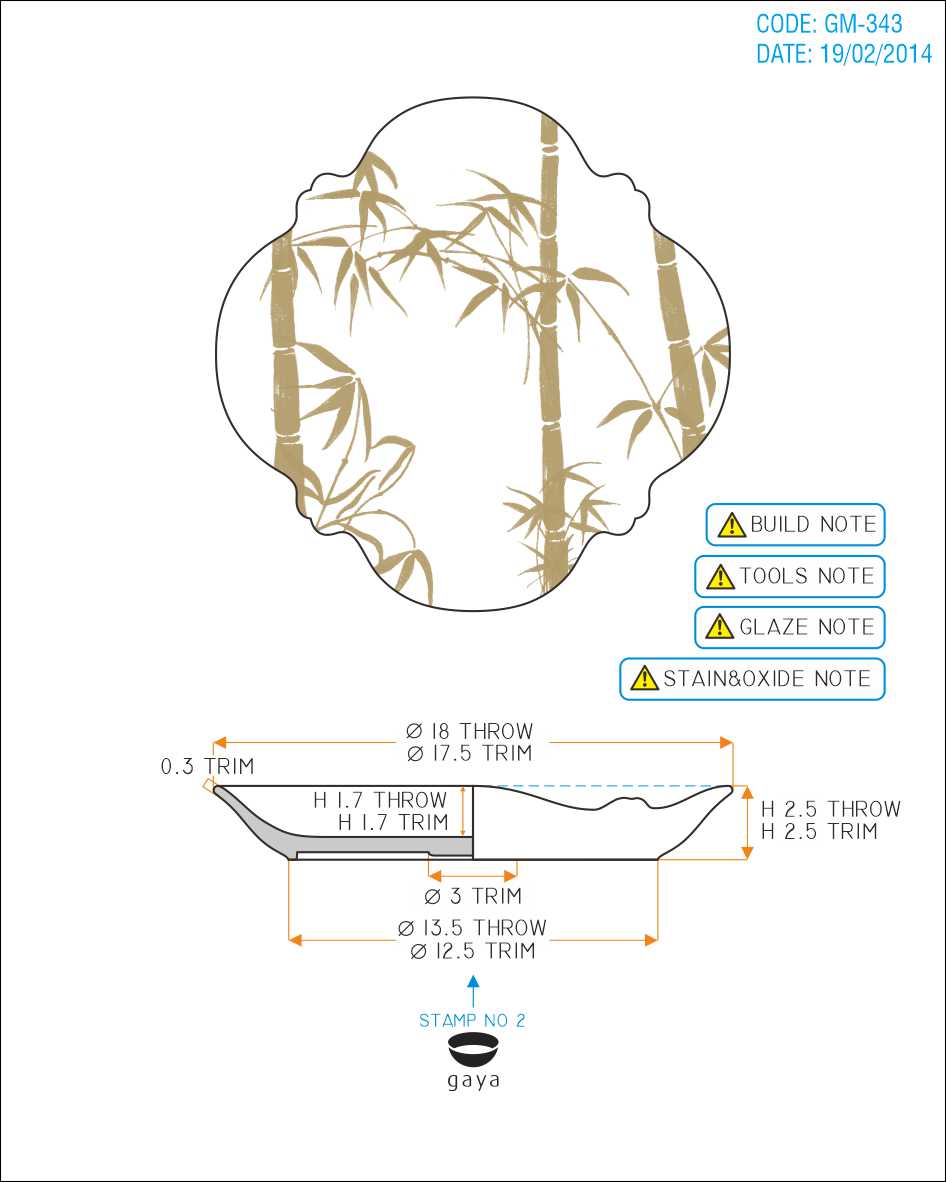 CODE: GM-343
DATE: 19/02/2014
BUILD NOTE
TOOLS NOTE
GLAZE NOTE
STAIN&OXIDE NOTE
Ø 18 THROW
Ø 17.5 TRIM
0.3 TRIM
H 1.7 THROW
H 1.7 TRIM
H 2.5 THROW
H 2.5 TRIM
Ø 3 TRIM
Ø 13.5 THROW
Ø 12.5 TRIM
STAMP NO 2
gaya